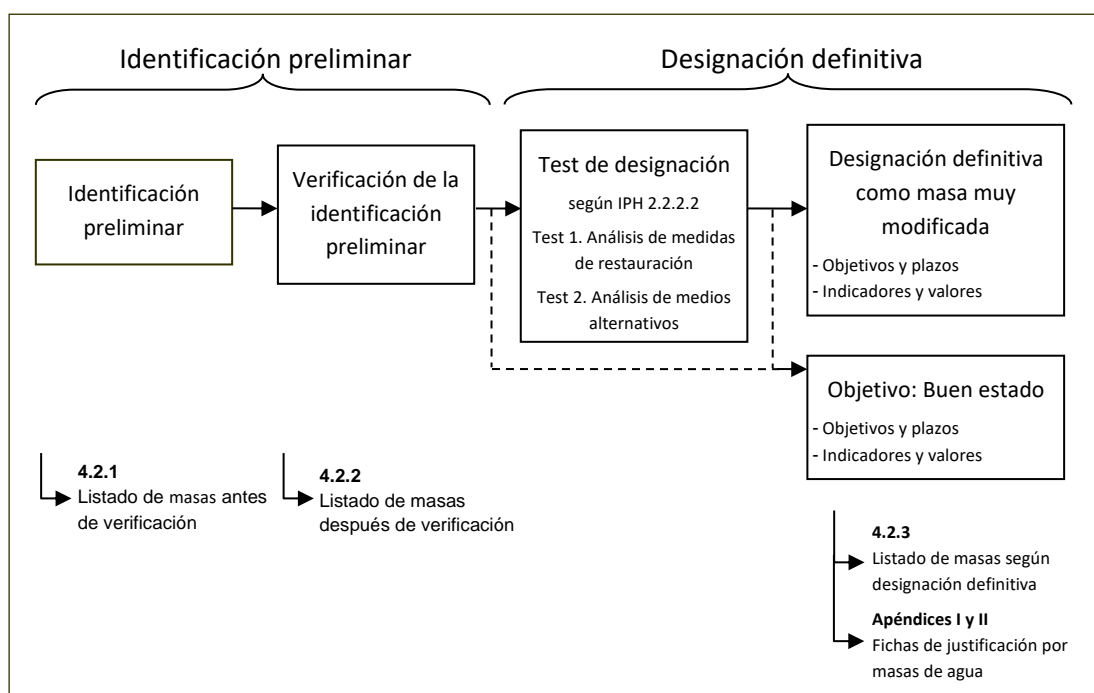 Identificación preliminar
Designación definitiva
Identificación
preliminar
Verificación de la
identificación
preliminar
Test de designación
según IPH 2.2.2.2
Test 1. Análisis de medidas
de restauración
Test 2. Análisis de medios
alternativos
Designación definitiva
como masa muy
modificada
- Objetivos y plazos
- Indicadores y valores
Objetivo: Buen estado
- Objetivos y plazos
- Indicadores y valores
4.2.1
Listado de masas antes
de verificación
4.2.2
Listado de masas
después de verificación
4.2.3
Listado de masas según
designación definitiva
Apéndices I y II
Fichas de justificación por
masas de agua